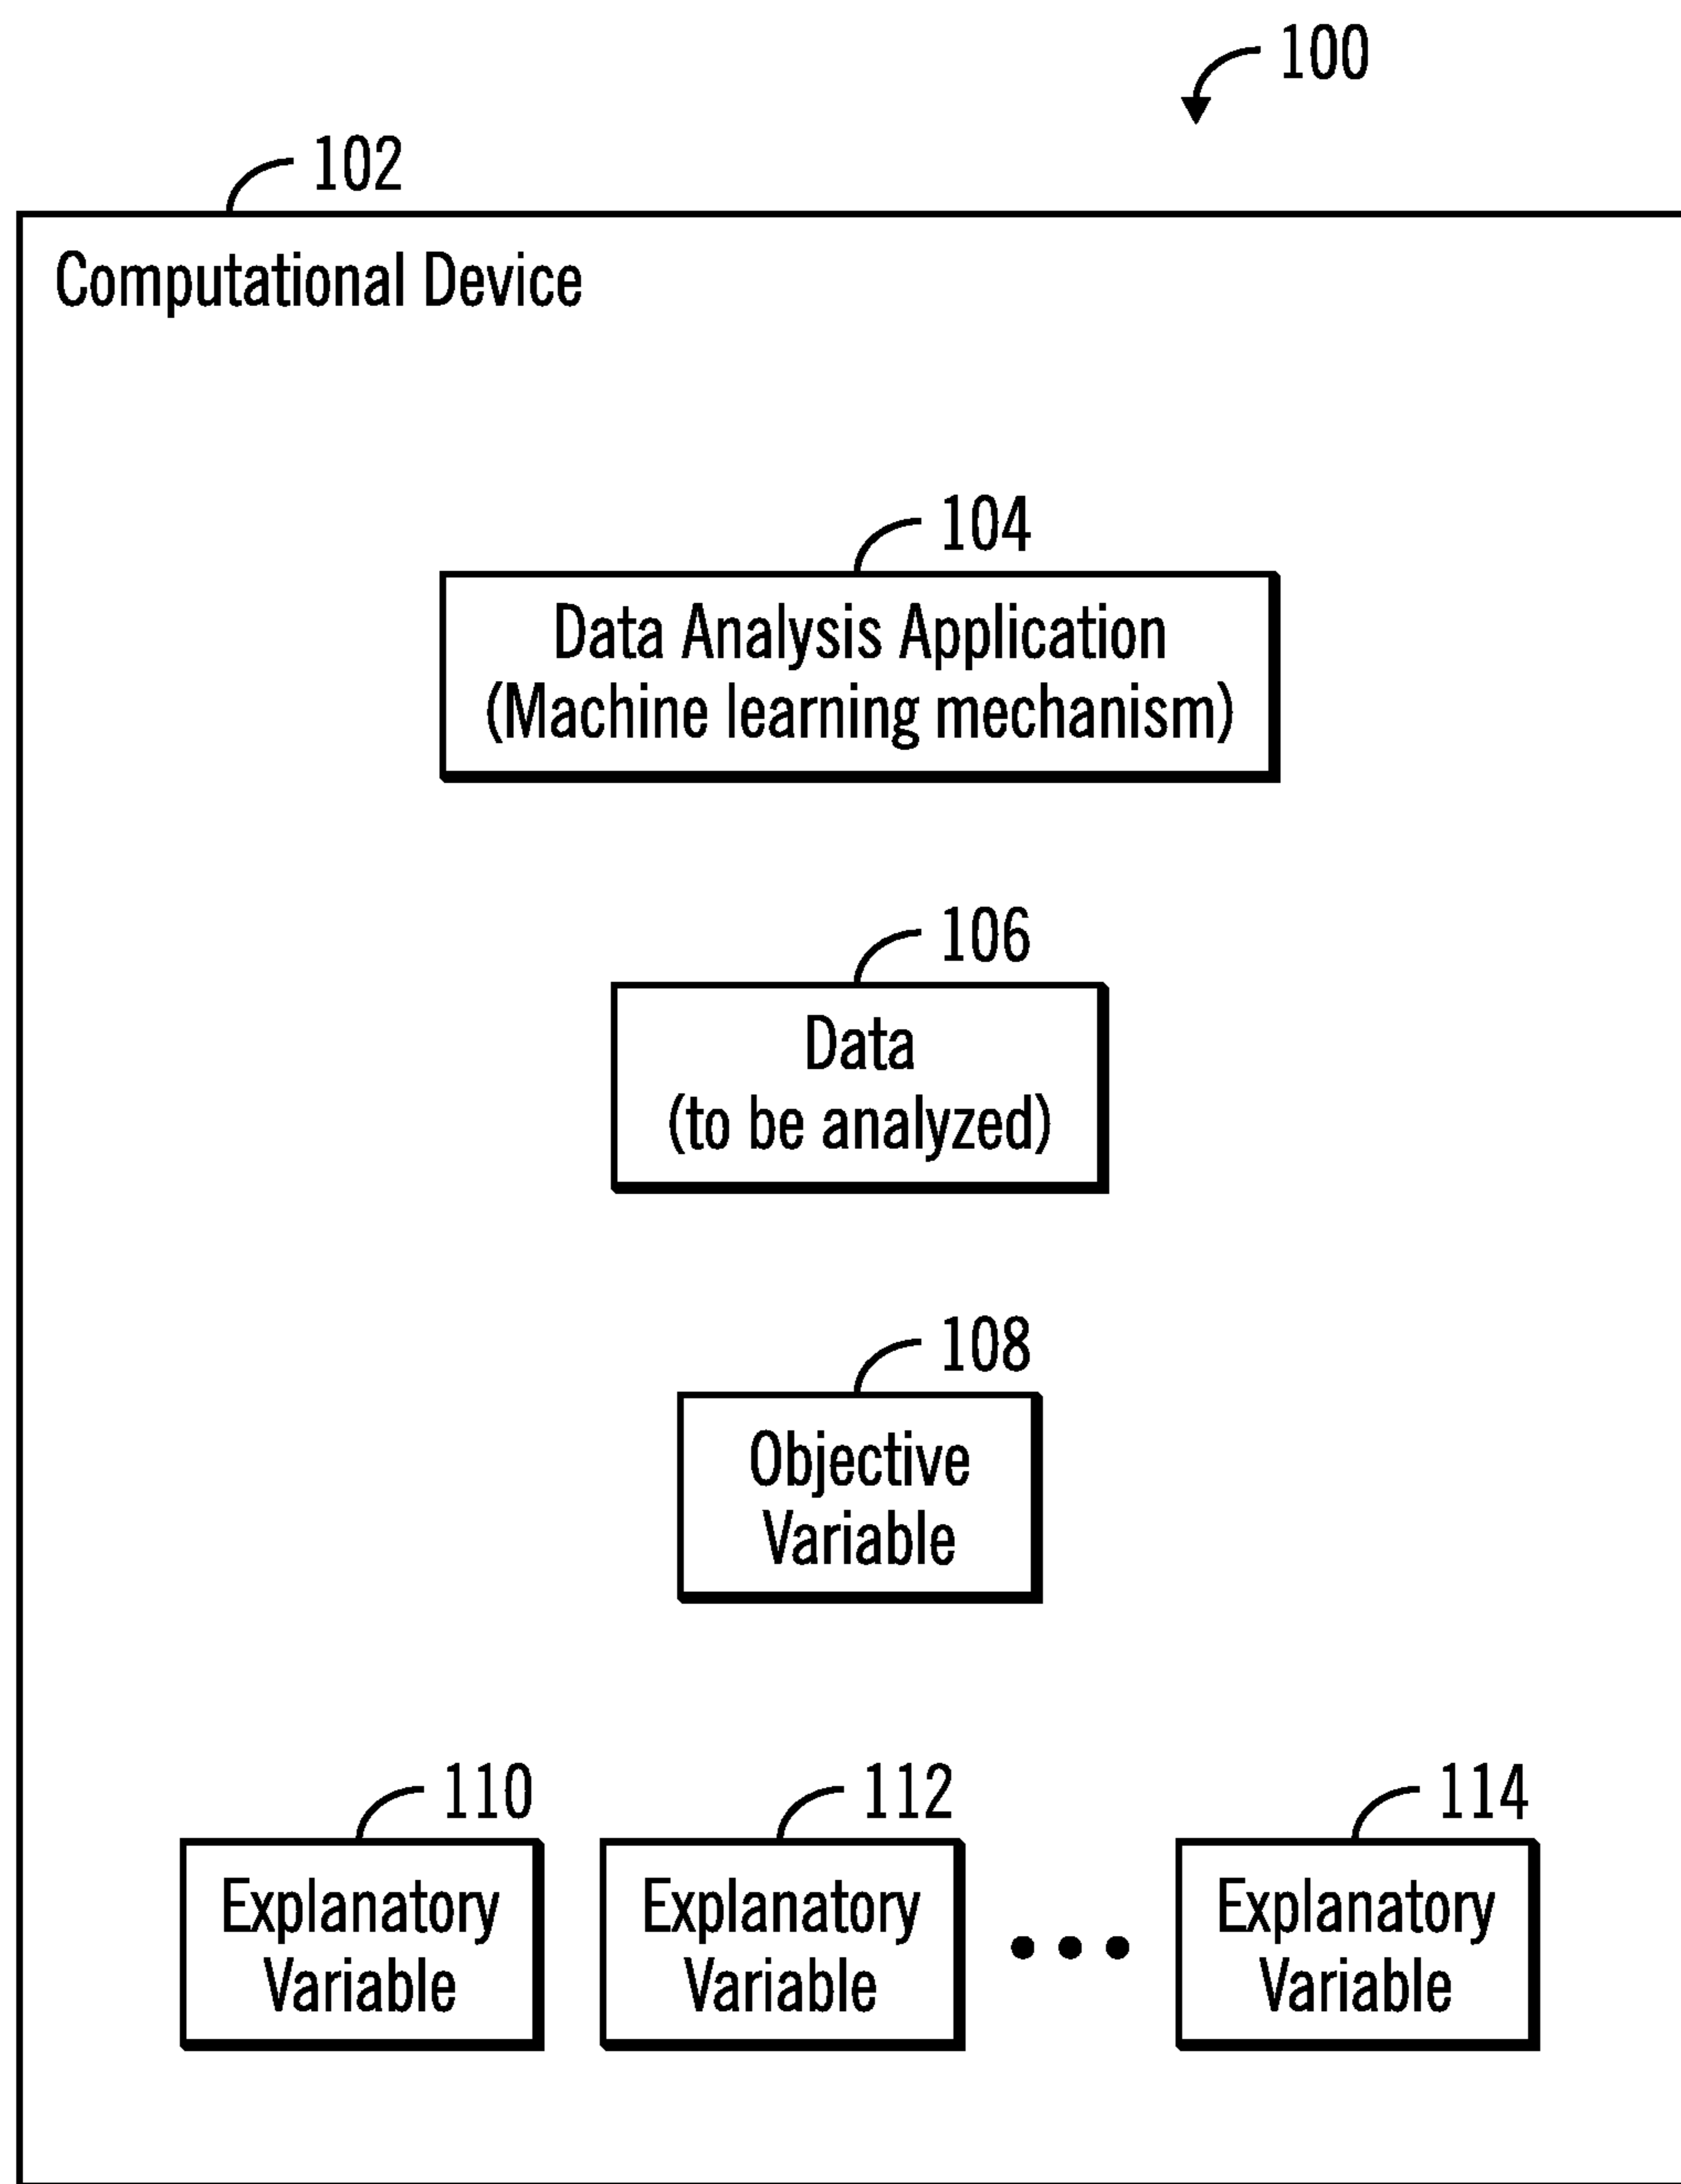 100
102
Computational Device
104
Data Analysis Application
(Machine learning mechanism)
106
Data
(to be analyzed)
108
Objective
Variable
110
Explanatory
Variable
112
Explanatory
Variable
114
Explanatory
Variable